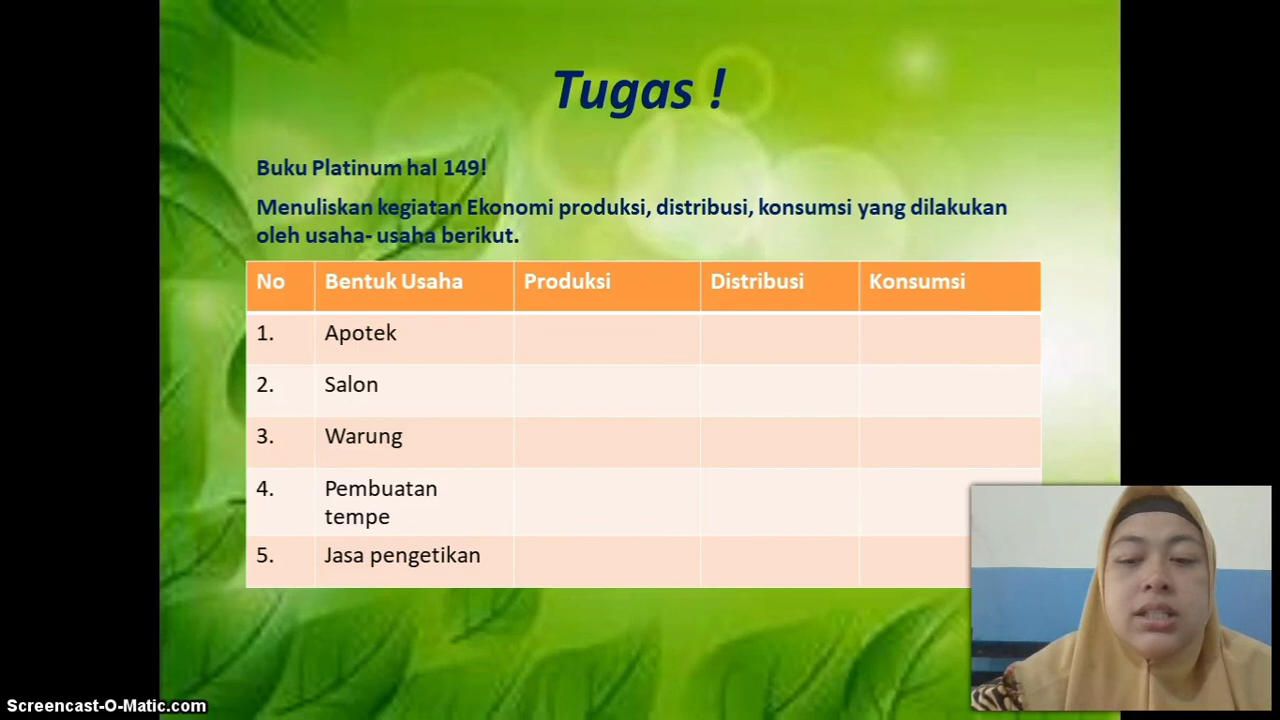 Tugas !
Buku Platinum hal 149!
Menuliskan kegiatan Ekonomi produksi, distribusi, konsumsi yang dilakukan
oleh usaha- usaha berikut.
No Bentuk Usaha Produksi Distribusi Konsumsi
1. Apotek
2. Salon
3. Warung
4. Pembuatan
tempe
5. Jasa pengetikan
Screencast-O-Matic.com